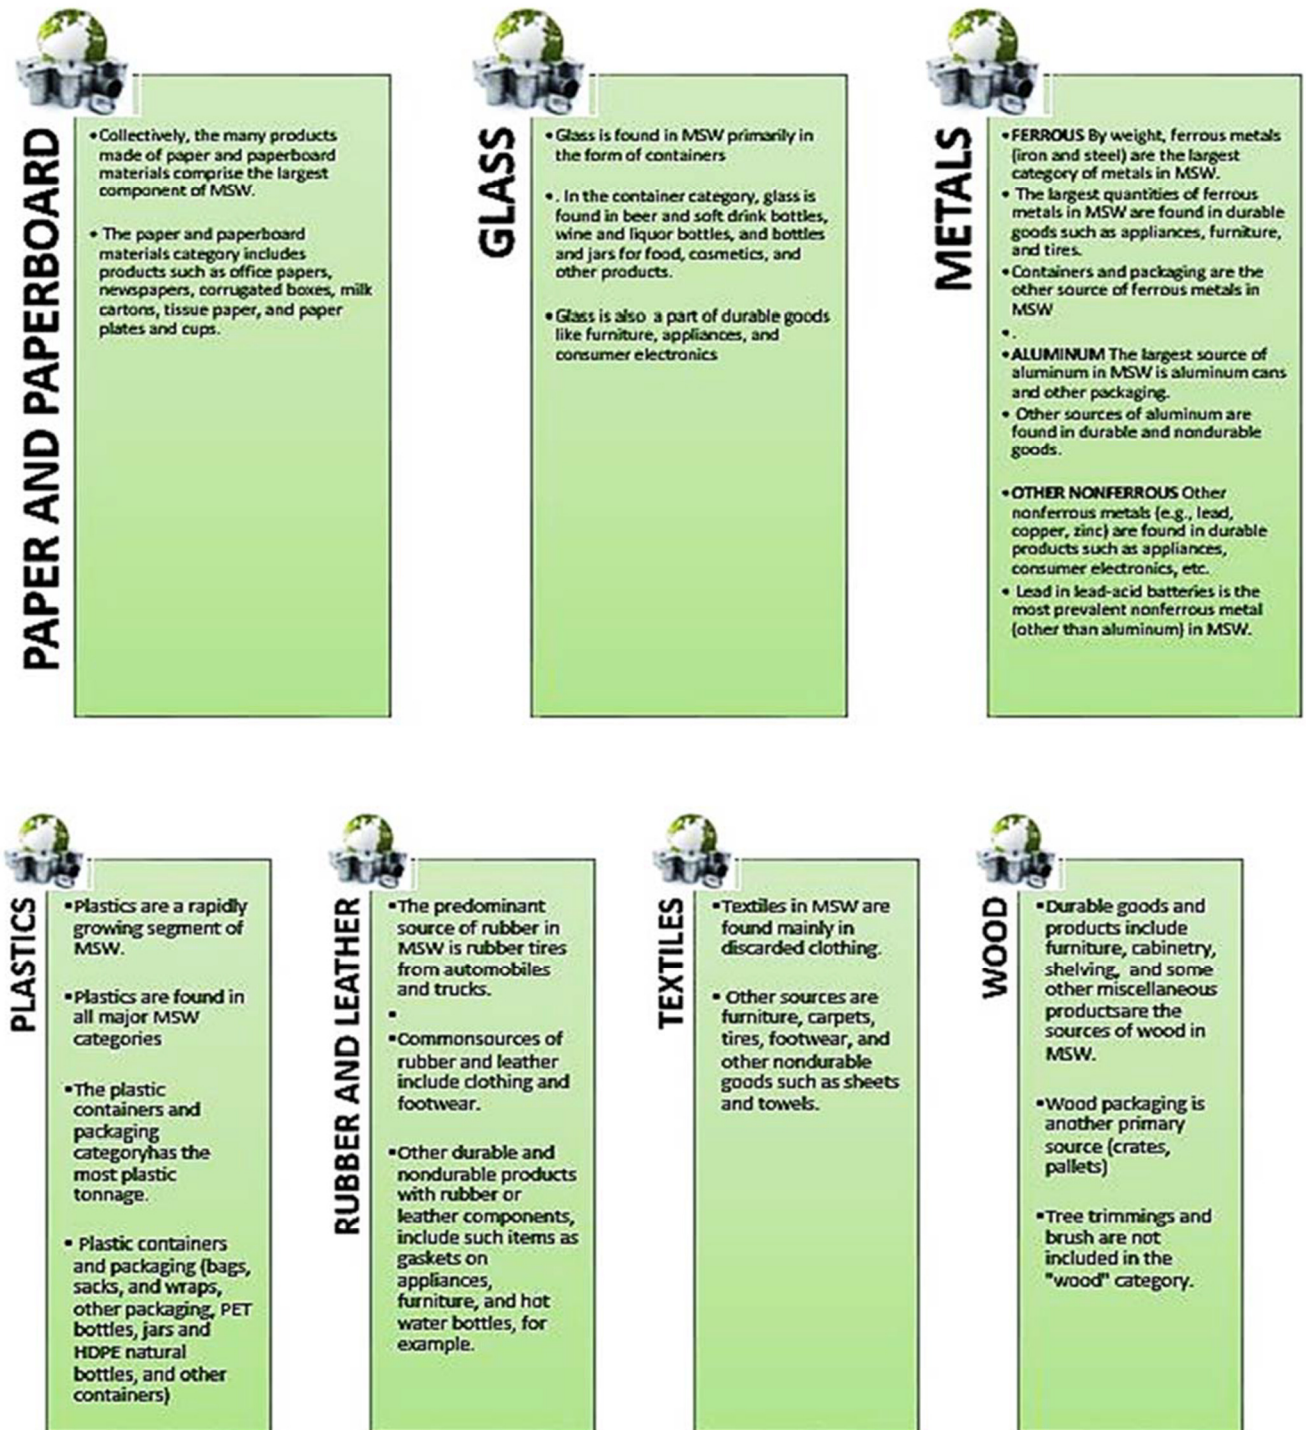 PAPER AND PAPERBOARD
•Collectively, the many products
made of paper and paperboard
materials comprise the largest
component of MSW.
• The paper and paperboard
materials category includes
products such as office papers,
newspapers, corrugated boxes, milk
cartons, tissue paper, and paper
plates and cups.
GLASS
•Glass is found in MSW primarily in
the form of containers
•. In the container category, glass is
found in beer and soft drink bottles,
wine and liquor bottles, and bottles
and jars for food, cosmetics, and
other products.
•Glass is also a part of durable goods
like furniture, appliances, and
consumer electronics
METALS
•FERROUS By weight, ferrous metals
(iron and steel) are the largest
category of metals in MSW.
• The largest quantities of ferrous
metals in MSW are found in durable
goods such as appliances, furniture,
and tires.
•Containers and packaging are the
other source of ferrous metals in
MSW
•.
•ALUMINUM The largest source of
aluminum in MSW is aluminum cans
and other packaging.
• Other sources of aluminum are
found in durable and nondurable
goods.
•OTHER NONFERROUS Other
nonferrous metals (e.g., lead,
copper, zinc) are found in durable
products such as appliances,
consumer electronics, etc.
• Lead in lead-acid batteries is the
most prevalent nonferrous metal
(other than aluminum) in MSW.
PLASTICS
▪Plastics are a rapidly
growing segment of
MSW.
▪Plastics are found in
all major MSW
categories
▪The plastic
containers and
packaging
categoryhas the
most plastic
tonnage.
▪ Plastic containers
and packaging (bags,
sacks, and wraps,
other packaging, PET
bottles, jars and
HDPE natural
bottles, and other
containers)
RUBBER AND LEATHER
▪The predominant
source of rubber in
MSW is rubber tires
from automobiles
and trucks.
▪
▪Commonsources of
rubber and leather
include clothing and
footwear.
▪Other durable and
nondurable products
with rubber or
leather components,
include such items as
gaskets on
appliances,
furniture, and hot
water bottles, for
example.
TEXTILES
▪Textiles in MSW are
found mainly in
discarded clothing.
▪ Other sources are
furniture, carpets,
tires, footwear, and
other nondurable
goods such as sheets
and towels.
WOOD
▪Durable goods and
products include
furniture, cabinetry,
shelving, and some
other miscellaneous
productsare the
sources of wood in
MSW.
▪Wood packaging is
another primary
source (crates,
pallets)
▪Tree trimmings and
brush are not
included in the
"wood" category.